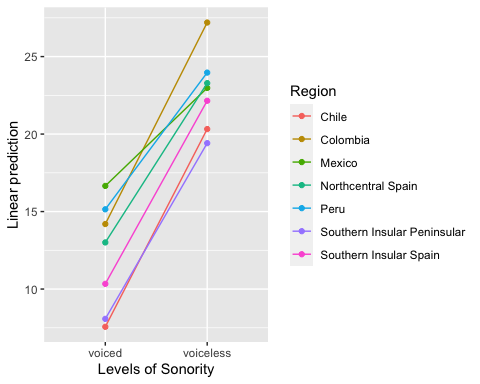 25
20
15
10
Linear prediction
voiced
voiceless
Levels of Sonority
Region
Chile
Colombia
Mexico
Northcentral Spain
Peru
Southern Insular Peninsular
Southern Insular Spain